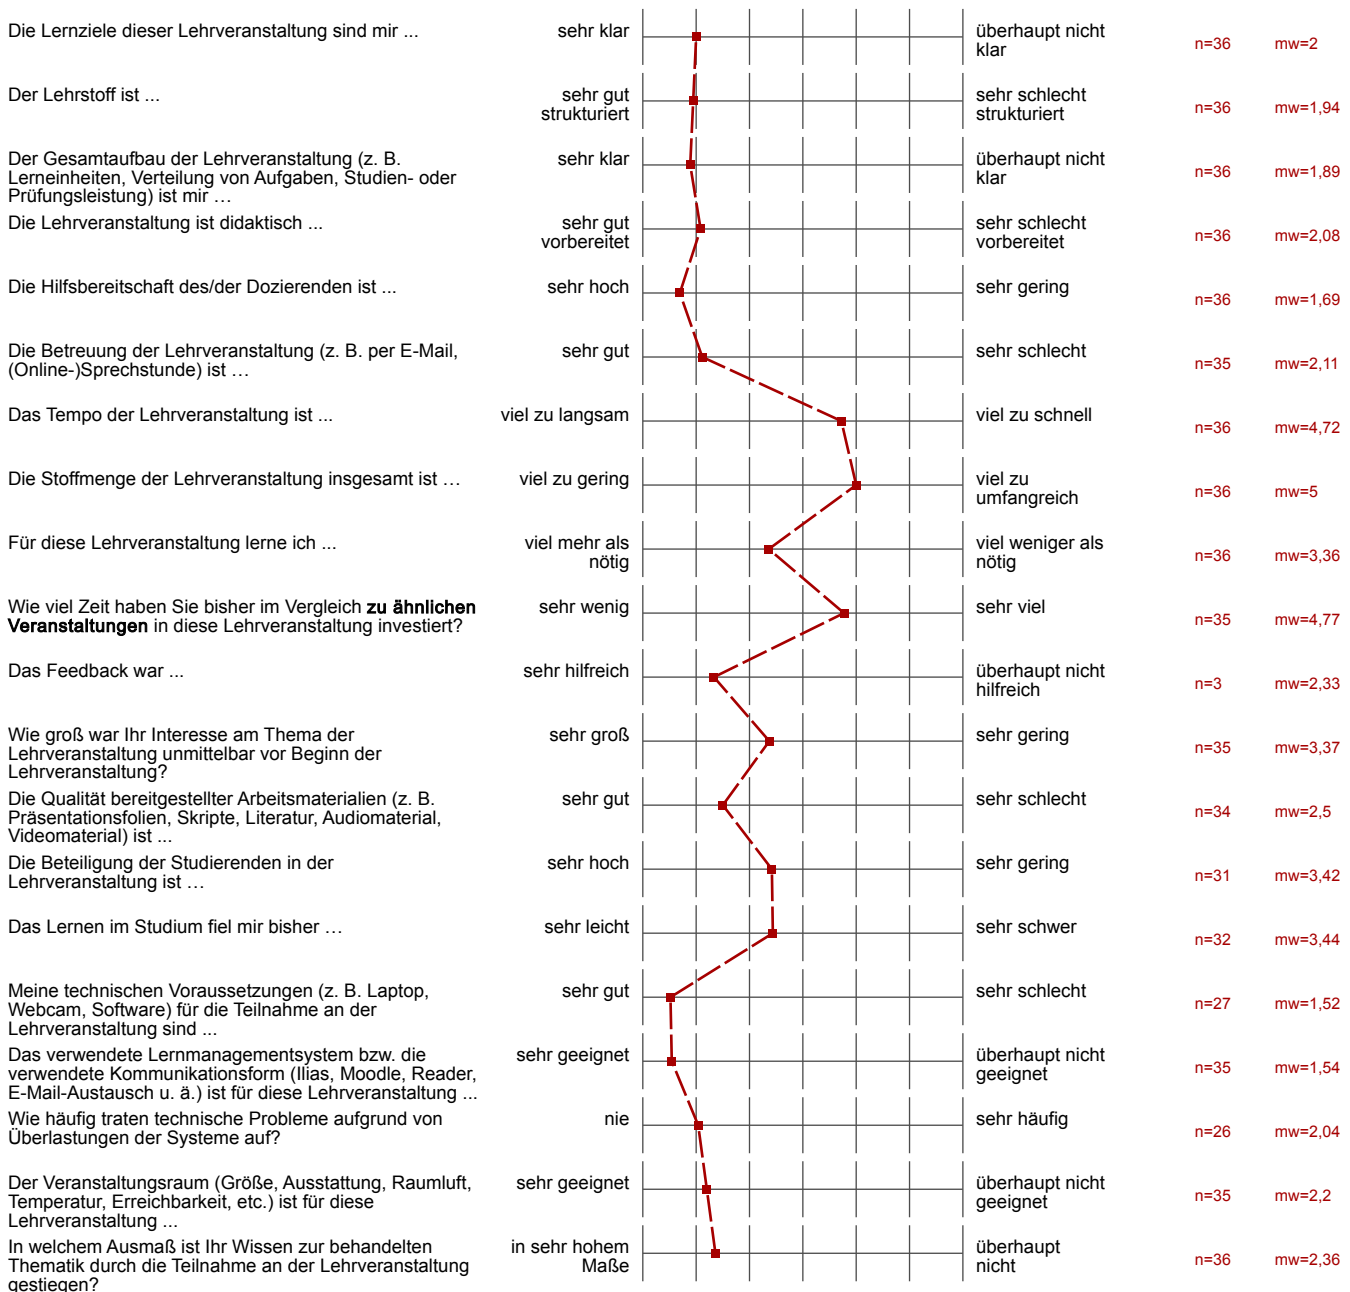 Die Lernziele dieser Lehrveranstaltung sind mir ... sehr klar überhaupt nicht
klar
n=36 mw=2
Der Lehrstoff ist ... sehr gut
strukturiert
sehr schlecht
strukturiert
n=36 mw=1,94
Der Gesamtaufbau der Lehrveranstaltung (z. B.
Lerneinheiten, Verteilung von Aufgaben, Studien- oder
Prüfungsleistung) ist mir …
sehr klar überhaupt nicht
klar
n=36 mw=1,89
Die Lehrveranstaltung ist didaktisch ... sehr gut
vorbereitet
sehr schlecht
vorbereitet
n=36 mw=2,08
Die Hilfsbereitschaft des/der Dozierenden ist ... sehr hoch sehr gering
n=36 mw=1,69
Die Betreuung der Lehrveranstaltung (z. B. per E-Mail,
(Online-)Sprechstunde) ist …
sehr gut sehr schlecht
n=35 mw=2,11
Das Tempo der Lehrveranstaltung ist ... viel zu langsam viel zu schnell
n=36 mw=4,72
Die Stoffmenge der Lehrveranstaltung insgesamt ist … viel zu gering viel zu
umfangreich
n=36 mw=5
Für diese Lehrveranstaltung lerne ich ... viel mehr als
nötig
viel weniger als
nötig
n=36 mw=3,36
Wie viel Zeit haben Sie bisher im Vergleich zu ähnlichen
Veranstaltungen in diese Lehrveranstaltung investiert?
sehr wenig sehr viel
n=35 mw=4,77
Das Feedback war ... sehr hilfreich überhaupt nicht
hilfreich
n=3 mw=2,33
Wie groß war Ihr Interesse am Thema der
Lehrveranstaltung unmittelbar vor Beginn der
Lehrveranstaltung?
sehr groß sehr gering
n=35 mw=3,37
Die Qualität bereitgestellter Arbeitsmaterialien (z. B.
Präsentationsfolien, Skripte, Literatur, Audiomaterial,
Videomaterial) ist ...
sehr gut sehr schlecht
n=34 mw=2,5
Die Beteiligung der Studierenden in der
Lehrveranstaltung ist …
sehr hoch sehr gering
n=31 mw=3,42
Das Lernen im Studium fiel mir bisher … sehr leicht sehr schwer
n=32 mw=3,44
Meine technischen Voraussetzungen (z. B. Laptop,
Webcam, Software) für die Teilnahme an der
Lehrveranstaltung sind ...
sehr gut sehr schlecht
n=27 mw=1,52
Das verwendete Lernmanagementsystem bzw. die
verwendete Kommunikationsform (Ilias, Moodle, Reader,
E-Mail-Austausch u. ä.) ist für diese Lehrveranstaltung ...
sehr geeignet überhaupt nicht
geeignet
n=35 mw=1,54
Wie häufig traten technische Probleme aufgrund von
Überlastungen der Systeme auf?
nie sehr häufig
n=26 mw=2,04
Der Veranstaltungsraum (Größe, Ausstattung, Raumluft,
Temperatur, Erreichbarkeit, etc.) ist für diese
Lehrveranstaltung ...
sehr geeignet überhaupt nicht
geeignet
n=35 mw=2,2
In welchem Ausmaß ist Ihr Wissen zur behandelten
Thematik durch die Teilnahme an der Lehrveranstaltung
gestiegen?
in sehr hohem
Maße
überhaupt
nicht
n=36 mw=2,36